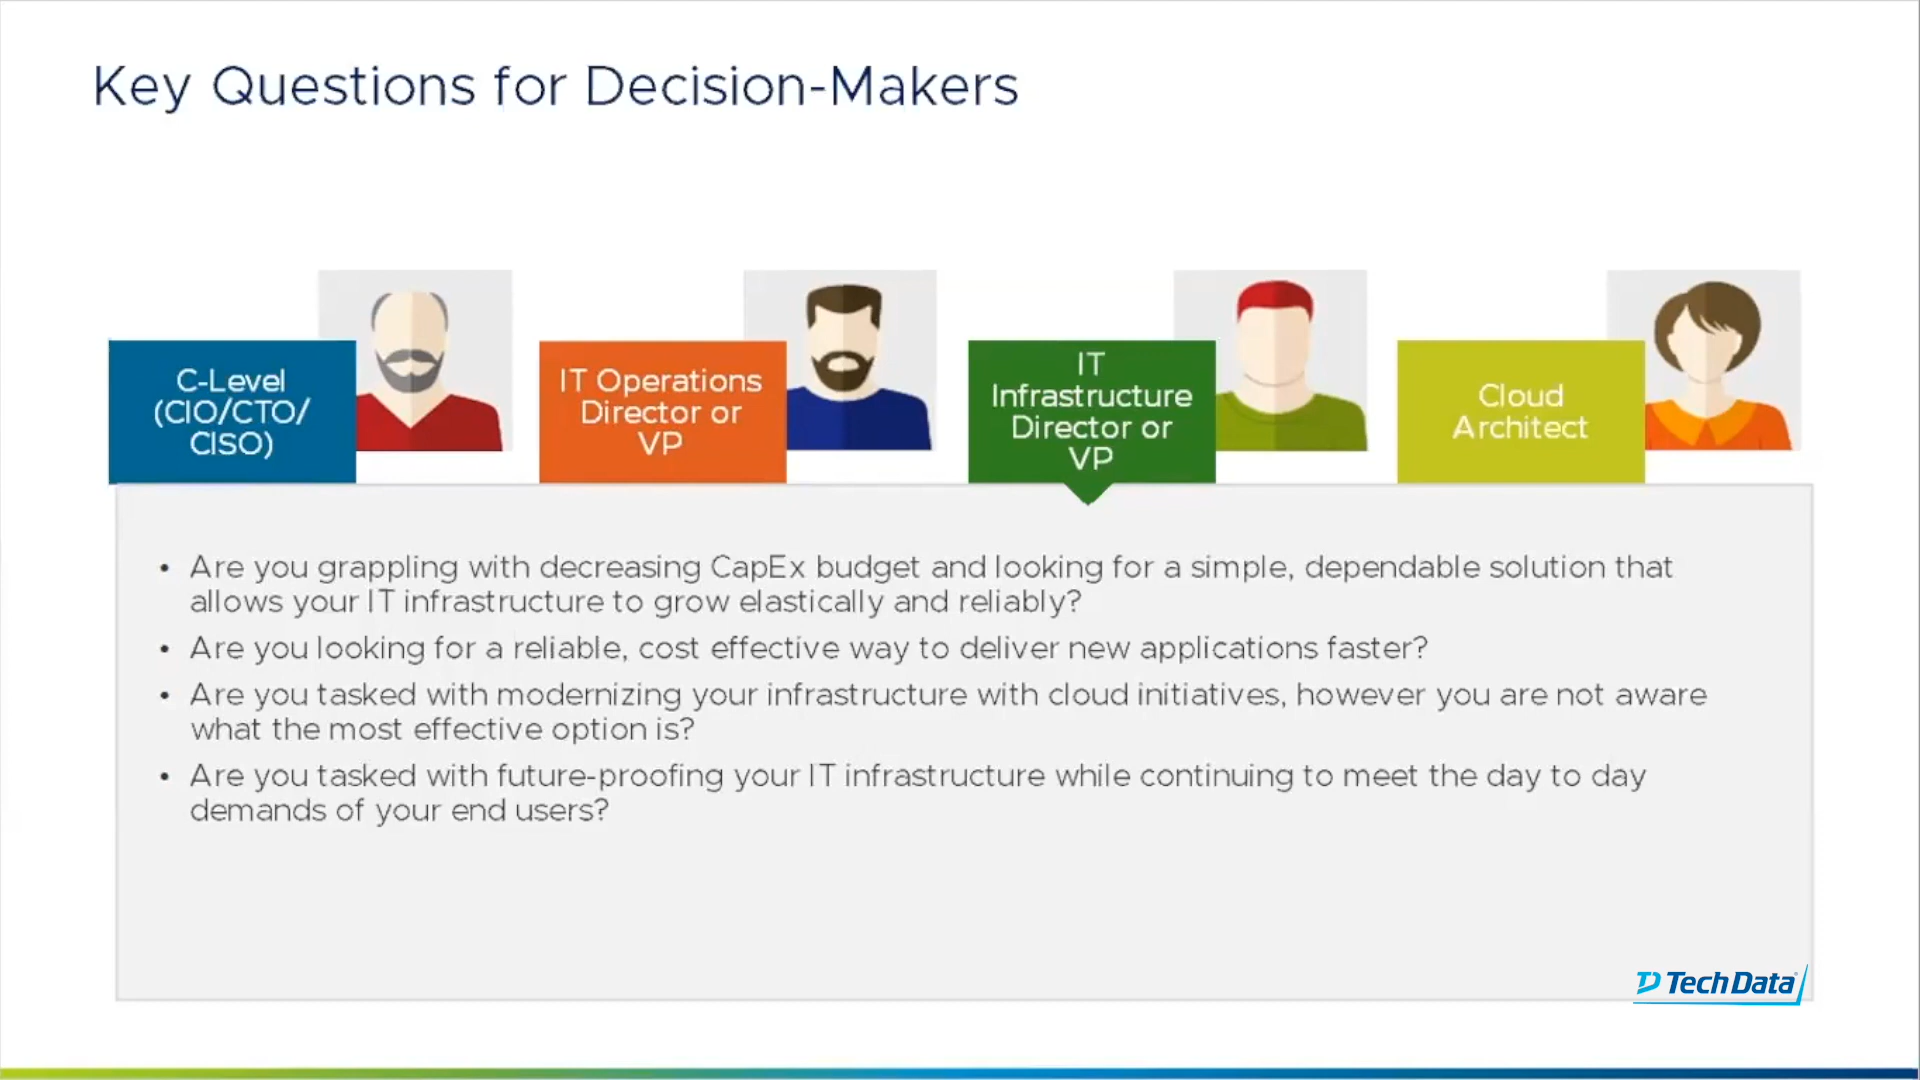 Key Questions for Decision-Makers
C-Level
(CIO/CTO/
CISO)
IT Operations
Director or
VP
IT
Infrastructure
Director or
VP
Cloud
Architect
• Are you grappling with decreasing CapEx budget and looking for a simple, dependable solution that
allows your IT infrastructure to grow elastically and reliably?
• Are you looking for a reliable, cost effective way to deliver new applications faster?
• Are you tasked with modernizing your infrastructure with cloud initiatives, however you are not aware
what the most effective option is?
• Are you tasked with future-proofing your IT infrastructure while continuing to meet the day to day
demands of your end users?
TD Tech Data